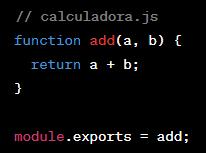 // calculadora.js
function add(a, b) {
  return a + b;
}

module.exports = add;